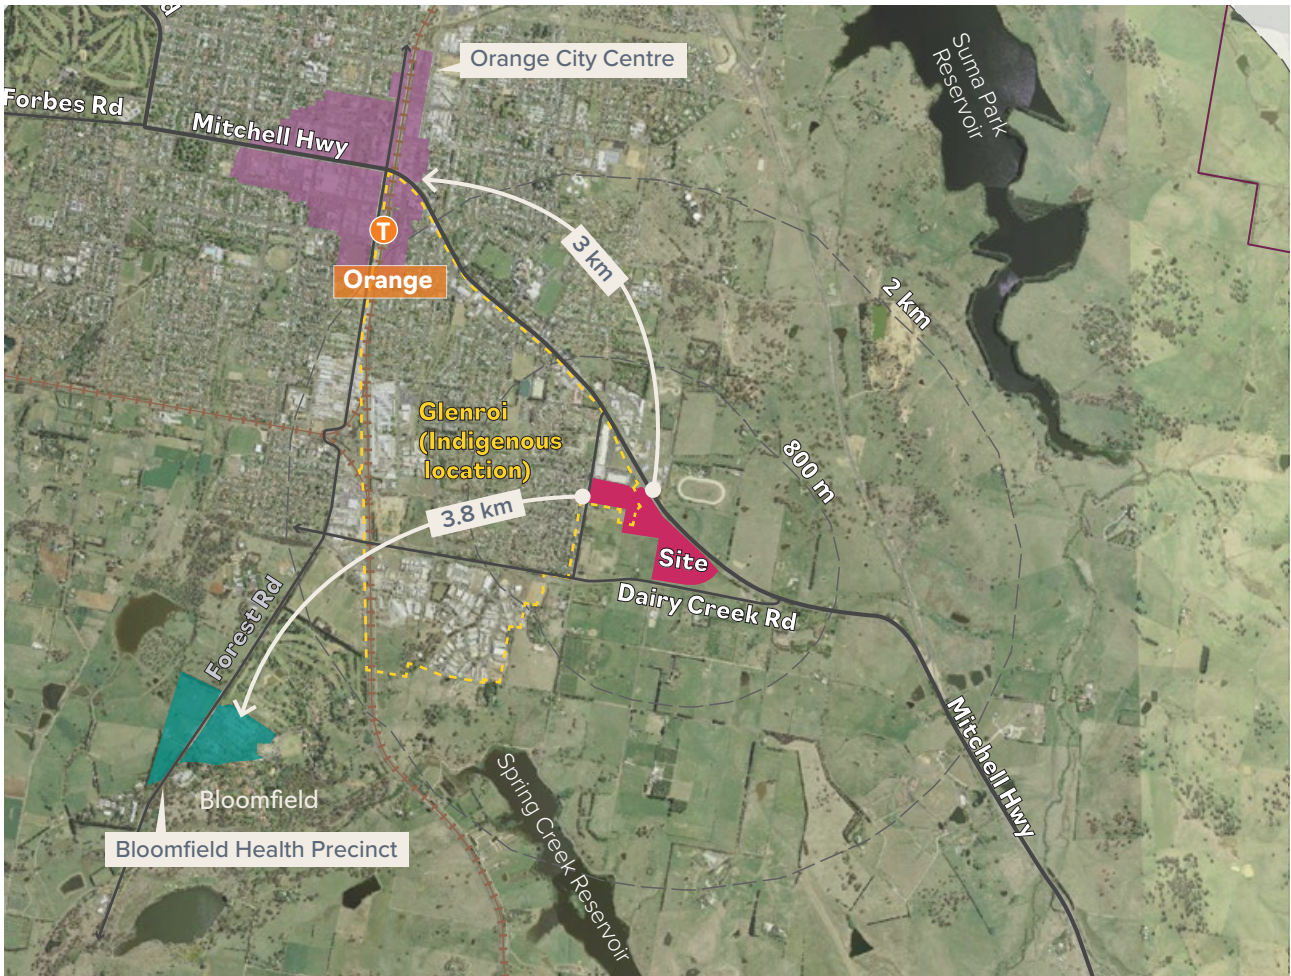 Orange City Centre
Forbes Rd
Mitchell Hwy
Suma Park
Reservoir
T
Orange
3 km
2 km
Glenroi
(Indigenous
location)
800 m
3.8 km
Site
Dairy Creek Rd
Forest Rd
Mitchell Hwy
Spring Creek Reservoir
Bloomfield
Bloomfield Health Precinct